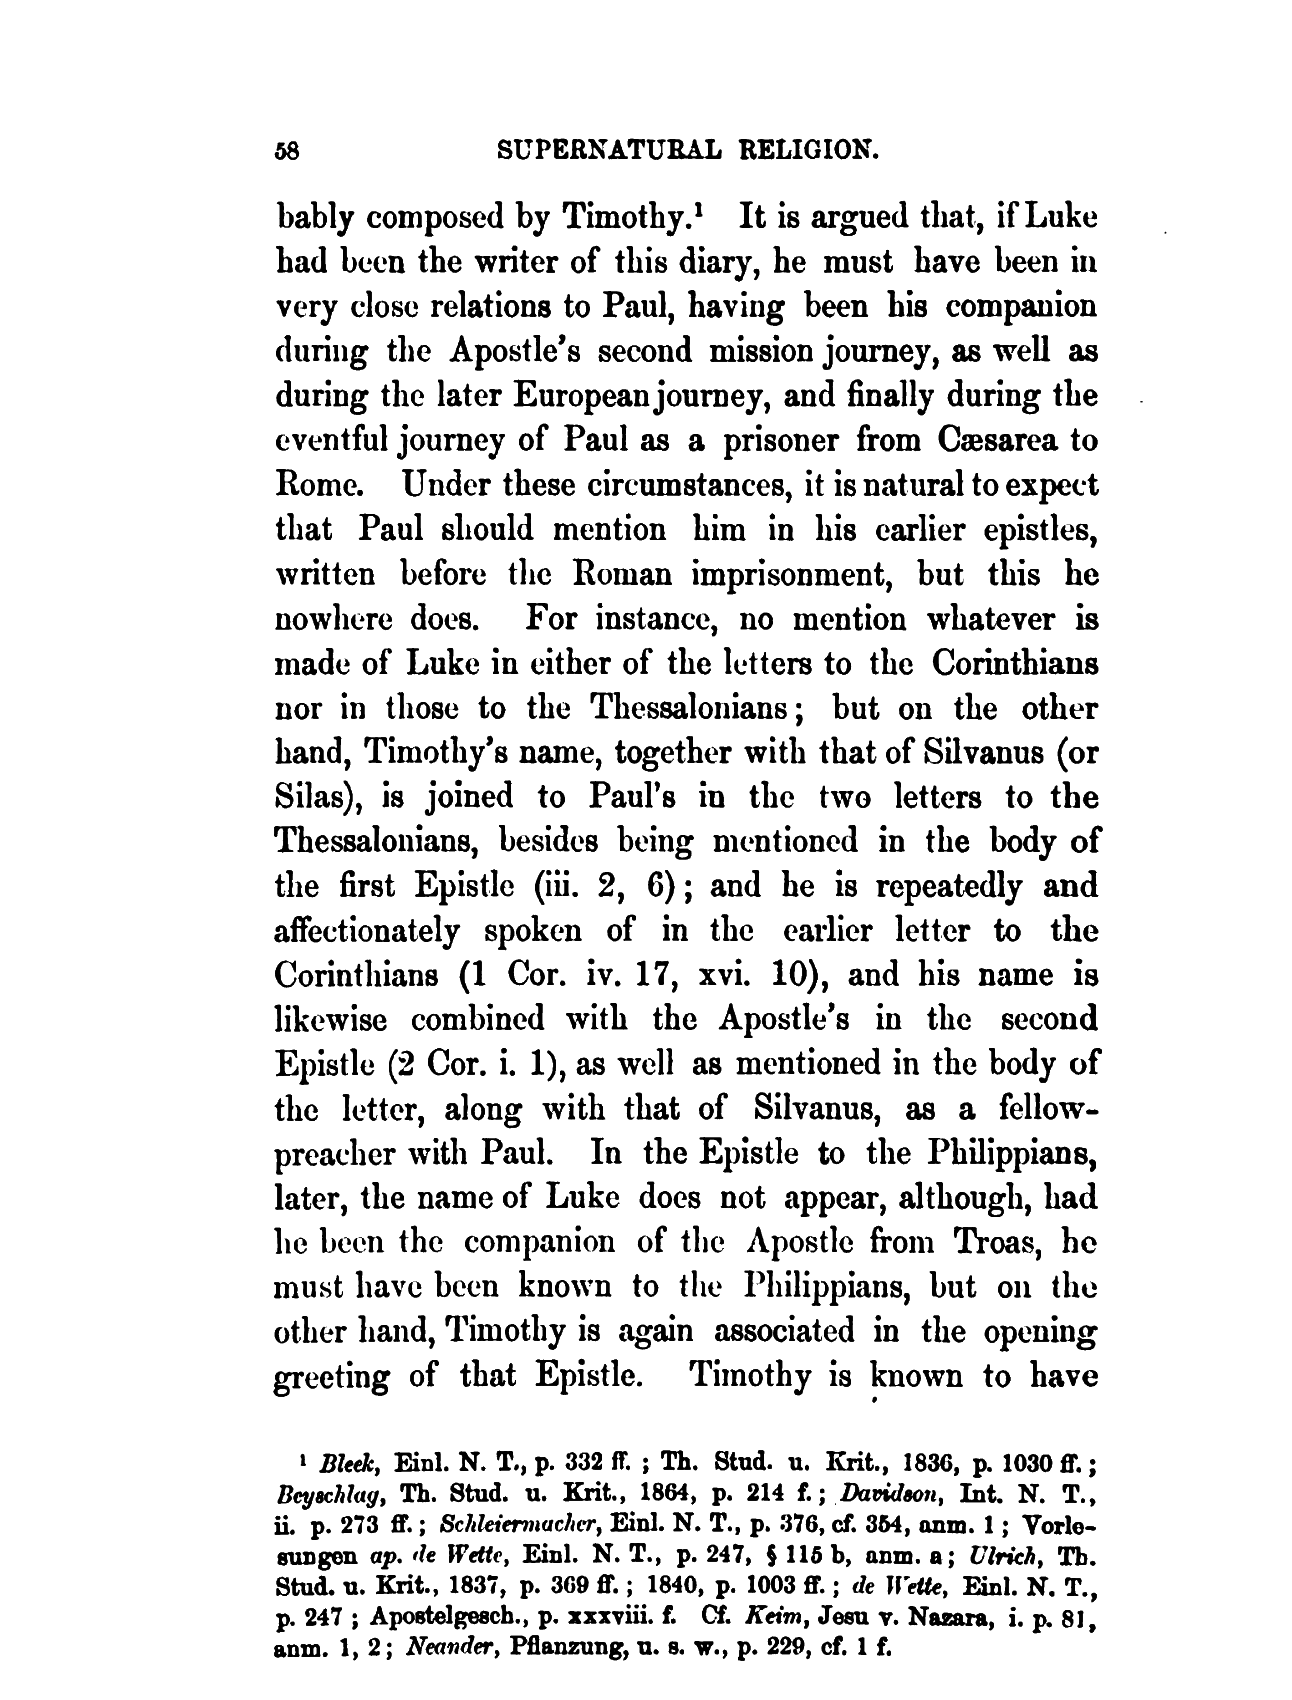 58 SUPERNATURAL RELIGION.
bably composed by Timothy.¹ It is argued that, if Luke
had been the writer of this diary, he must have been in
very close relations to Paul, having been his companion
during the Apostle's second mission journey, as well as
during the later European journey, and finally during the
eventful journey of Paul as a prisoner from Cæsarea to
Rome. Under these circumstances, it is natural to expect
that Paul should mention him in his earlier epistles,
written before the Roman imprisonment, but this he
nowhere does. For instance, no mention whatever is
made of Luke in either of the letters to the Corinthians
nor in those to the Thessalonians; but on the other
hand, Timothy's name, together with that of Silvanus (or
Silas), is joined to Paul's in the two letters to the
Thessalonians, besides being mentioned in the body of
the first Epistle (iii. 2, 6); and he is repeatedly and
affectionately spoken of in the earlier letter to the
Corinthians (1 Cor. iv. 17, xvi. 10), and his name is
likewise combined with the Apostle's in the second
Epistle (2 Cor. i. 1), as well as mentioned in the body of
the letter, along with that of Silvanus, as a fellow-
preacher with Paul. In the Epistle to the Philippians,
later, the name of Luke does not appear, although, had
he been the companion of the Apostle from Troas, he
must have been known to the Philippians, but on the
other hand, Timothy is again associated in the opening
greeting of that Epistle. Timothy is known to have
¹ Bleek, Einl. N. T., p. 332 ff. ; Th. Stud. u. Krit., 1836, p. 1030 ff. ;
Beyschlag, Th. Stud. u. Krit., 1864, p. 214 f. ; Davidson, Int. N. T.,
ii. p. 273 ff. ; Schleiermacher, Einl. N. T., p. 376, cf. 354, anm. 1 ; Vorle-
sungen ap. de Wette, Einl. N. T., p. 247, § 115 b, anm. a ; Ulrich, Th.
Stud. u. Krit., 1837, p. 369 ff. ; 1840, p. 1003 ff. ; de Wette, Einl. N. T.,
p. 247 ; Apostelgesch., p. xxxviii. f. Cf. Keim, Jesu v. Nazara, i. p. 81,
anm. 1, 2 ; Neander, Pflanzung, u. s. w., p. 229, cf. 1 f.